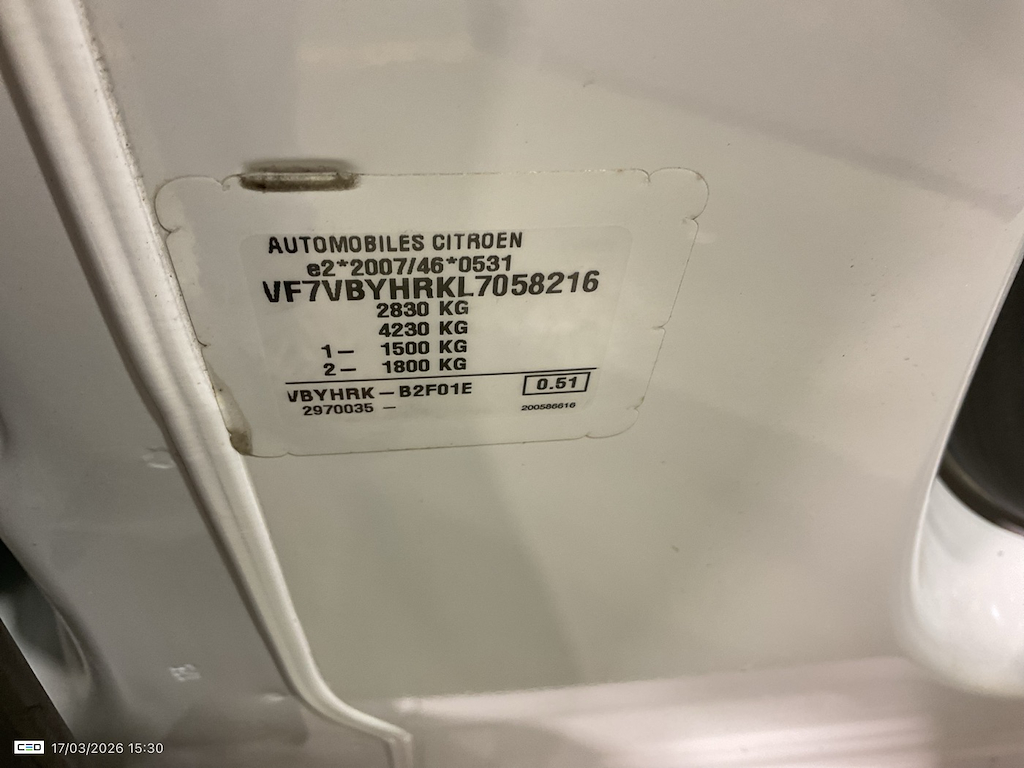 AUTOMOBILES CITROEN
e2*2007/46*0531
VF7VBYHRKL7058216
2830 KG
4230 KG
1- 1500 KG
2- 1800 KG
VBYHRK-B2F01E 0.51
2970035 - 200586616
CEO 17/03/2026 15:30